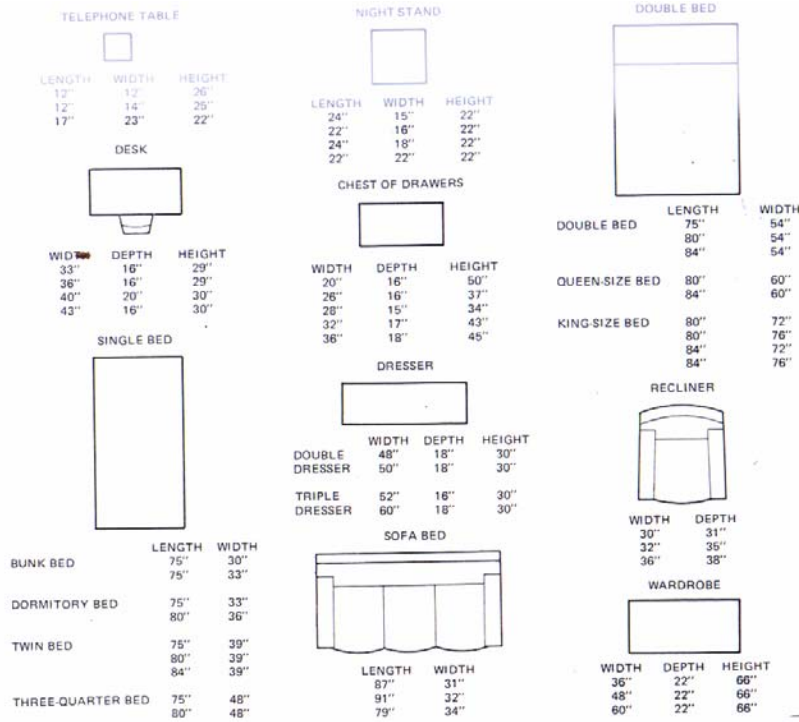 TELEPHONE TABLE
LENGTH WIDTH HEIGHT
12" 12" 26"
12" 14" 25"
17" 23" 22"
DESK
WIDTH DEPTH HEIGHT
33" 16" 29"
36" 16" 29"
40" 20" 30"
43" 16" 30"
SINGLE BED
LENGTH WIDTH
BUNK BED 75" 30"
75" 33"
DORMITORY BED 75" 33"
80" 36"
TWIN BED 75" 39"
80" 39"
84" 39"
THREE-QUARTER BED 75" 48"
80" 48"
NIGHT STAND
LENGTH WIDTH HEIGHT
24" 15" 22"
22" 16" 22"
24" 18" 22"
22" 22" 22"
CHEST OF DRAWERS
WIDTH DEPTH HEIGHT
20" 16" 50"
26" 16" 37"
28" 15" 34"
32" 17" 43"
36" 18" 45"
DRESSER
WIDTH DEPTH HEIGHT
DOUBLE 48" 18" 30"
DRESSER 50" 18" 30"
TRIPLE 52" 16" 30"
DRESSER 60" 18" 30"
SOFA BED
LENGTH WIDTH
87" 31"
91" 32"
79" 34"
DOUBLE BED
LENGTH WIDTH
DOUBLE BED 75" 54"
80" 54"
84" 54"
QUEEN-SIZE BED 80" 60"
84" 60"
KING-SIZE BED 80" 72"
80" 76"
84" 72"
84" 76"
RECLINER
WIDTH DEPTH
30" 31"
32" 35"
36" 38"
WARDROBE
WIDTH DEPTH HEIGHT
36" 22" 66"
48" 22" 66"
60" 22" 66"